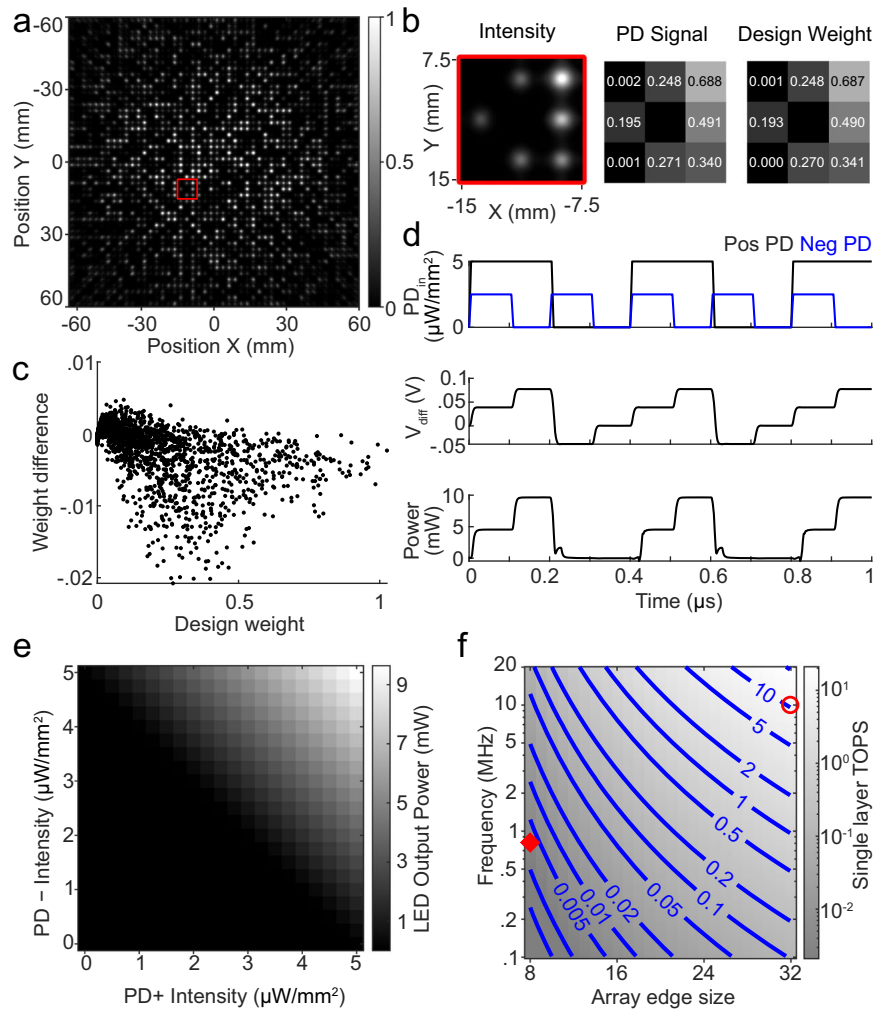 a
-60
-30
0
30
60
Position Y (mm)
-60
-30
0
30
60
Position X (mm)
1
0.5
0
b
Intensity
PD Signal
Design Weight
7.5
15
Y (mm)
-15
-7.5
X (mm)
0.002 0.248 0.688
0.195 0.491
0.001 0.271 0.340
0.001 0.248 0.687
0.193 0.490
0.000 0.270 0.341
c
.01
0
-.01
-.02
Weight difference
0
0.5
1
Design weight
d
Pos PD Neg PD
5
0
PDin
(µW/mm²)
0.1
0
-.05
Vdiff (V)
10
5
0
Power
(mW)
0
0.2
0.4
0.6
0.8
1
Time (µs)
e
5
4
3
2
1
0
PD − Intensity (µW/mm²)
0
1
2
3
4
5
PD+ Intensity (µW/mm²)
9
7
5
3
1
LED Output Power (mW)
f
20
10
5
2
1
.5
.2
.1
Frequency (MHz)
8
16
24
32
Array edge size
10
5
2
1
0.5
0.2
0.1
0.05
0.02
0.01
0.005
10¹
10⁰
10⁻¹
10⁻²
Single layer TOPS